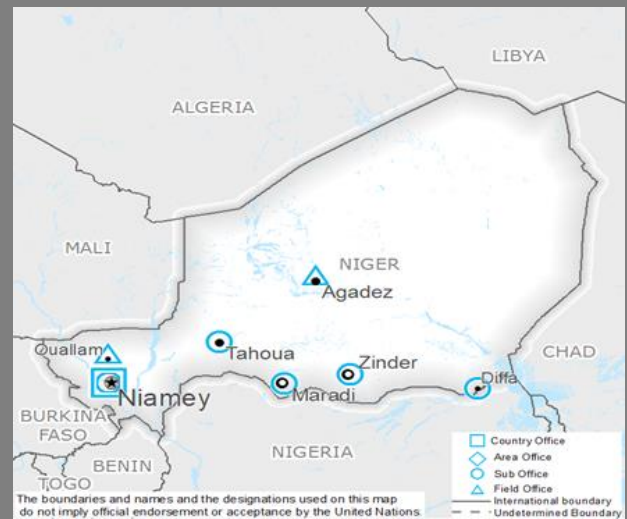 LIBYA
ALGERIA
MALI
NIGER
Agadez
Ouallam
Tahoua
Zinder
CHAD
Diffa
Niamey
Maradi
BURKINA
FASO
NIGERIA
BENIN
TOGO
Country Office
Area Office
Sub Office
Field Office
International boundary
Undetermined Boundary
The boundaries and names and the designations used on this map
do not imply official endorsement or acceptance by the United Nations.